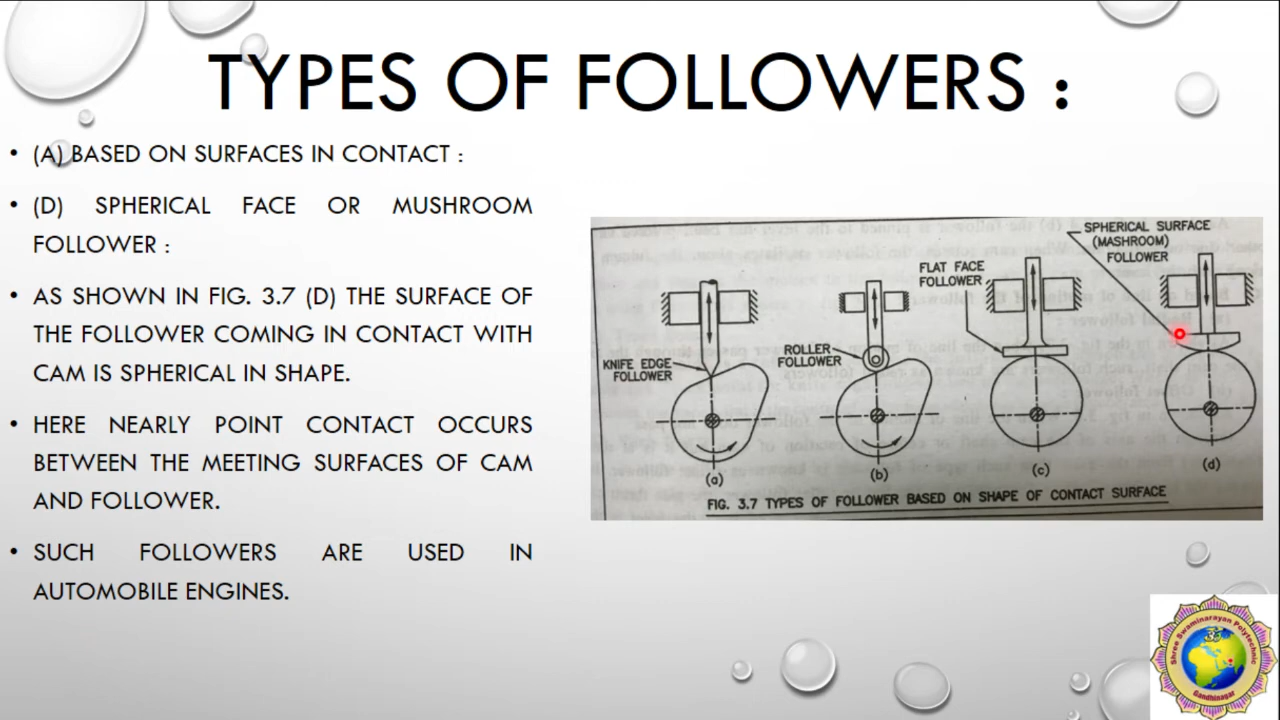 TYPES OF FOLLOWERS :
• (A) BASED ON SURFACES IN CONTACT :
• (D) SPHERICAL FACE OR MUSHROOM
FOLLOWER :
• AS SHOWN IN FIG. 3.7 (D) THE SURFACE OF
THE FOLLOWER COMING IN CONTACT WITH
CAM IS SPHERICAL IN SHAPE.
• HERE NEARLY POINT CONTACT OCCURS
BETWEEN THE MEETING SURFACES OF CAM
AND FOLLOWER.
• SUCH FOLLOWERS ARE USED IN
AUTOMOBILE ENGINES.
SPHERICAL SURFACE
(MASHROOM)
FOLLOWER
FLAT FACE
FOLLOWER
ROLLER
FOLLOWER
KNIFE EDGE
FOLLOWER
(a)
(b)
(c)
(d)
FIG. 3.7 TYPES OF FOLLOWER BASED ON SHAPE OF CONTACT SURFACE
Shree Swaminarayan Polytechnic
Gandhinagar